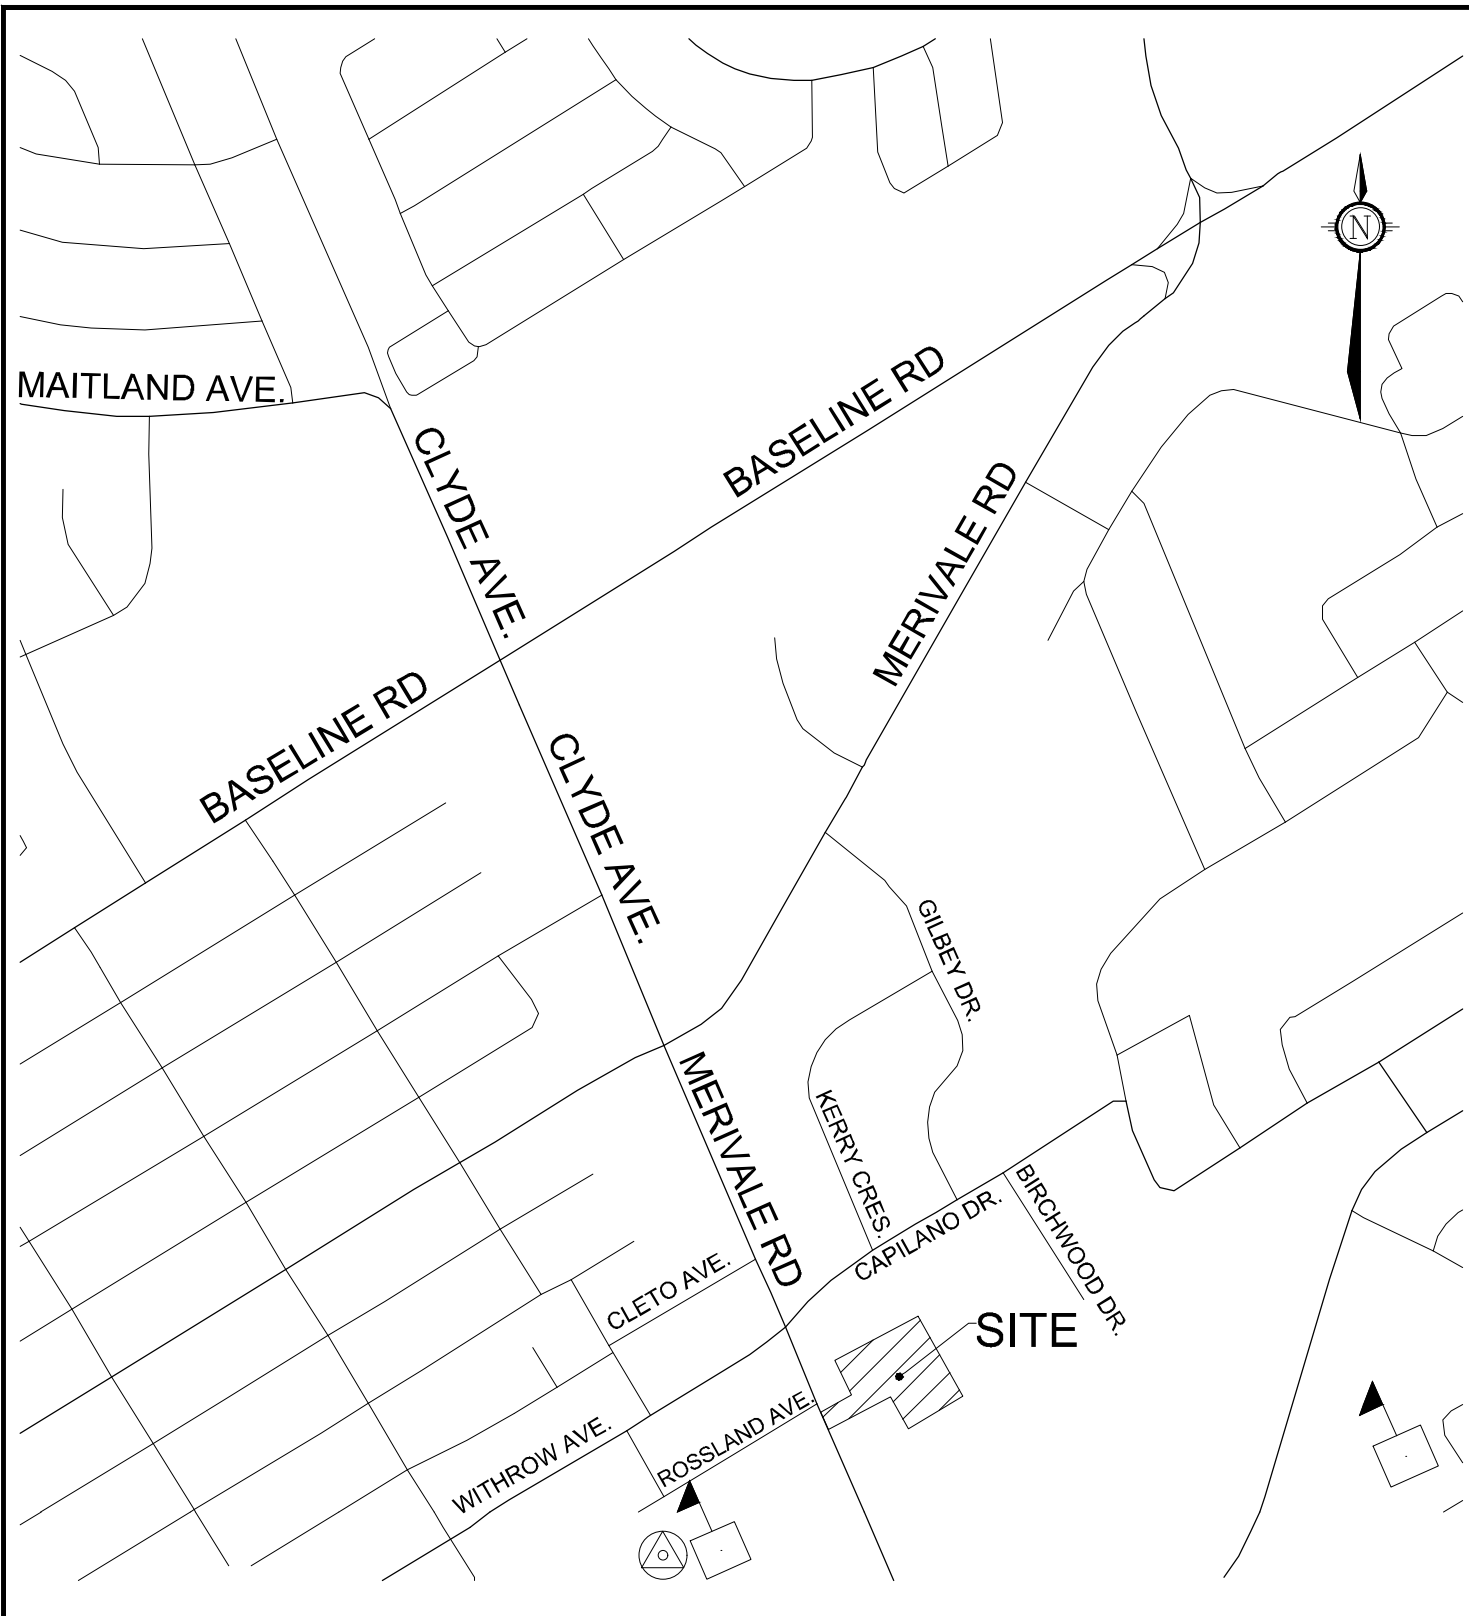 N
MAITLAND AVE.
BASELINE RD
CLYDE AVE.
MERIVALE RD
BASELINE RD
CLYDE AVE.
GILBEY DR.
MERIVALE RD
KERRY CRES.
CAPILANO DR.
BIRCHWOOD DR.
CLETO AVE.
SITE
ROSSLAND AVE.
WITHROW AVE.